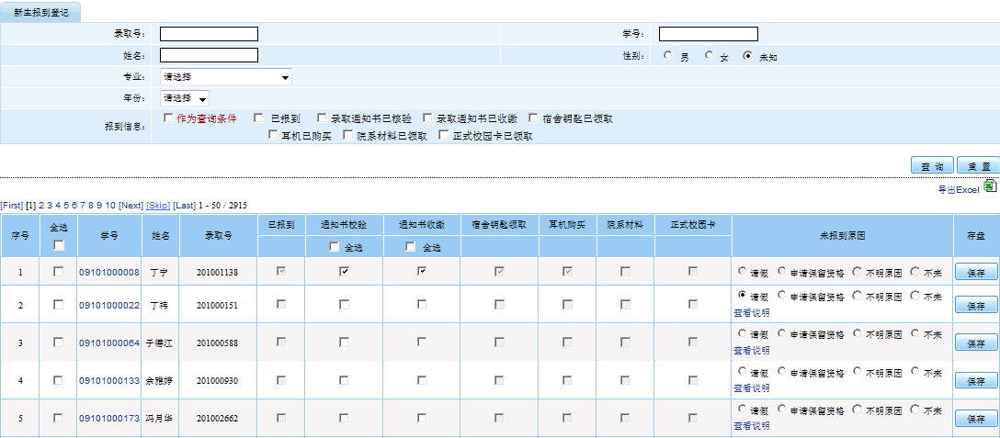 新生报到登记
录取号： 学号：
姓名： 性别： 男 女 未知
专业： 请选择
年份： 请选择
报到信息： 作为查询条件 已报到 录取通知书已核验 录取通知书已收缴 宿舍钥匙已领取
耳机已购买 院系材料已领取 正式校园卡已领取
查 询 重 置
导出Excel
[First] [1] 2 3 4 5 6 7 8 9 10 [Next] [Skip] [Last] 1 - 50 / 2915
序号 全选 学号 姓名 录取号 已报到 通知书校验 通知书收缴 宿舍钥匙领取 耳机购买 院系材料 正式校园卡 未报到原因 存盘
全选 全选
1 09101000008 丁宁 201001138 请假 申请保留资格 不明原因 不来 保存
2 09101000022 丁祎 201000151 请假 申请保留资格 不明原因 不来 保存
查看说明
3 09101000064 于德江 201000588 请假 申请保留资格 不明原因 不来 保存
查看说明
4 09101000133 余雅婷 201000930 请假 申请保留资格 不明原因 不来 保存
查看说明
5 09101000173 冯月华 201002662 请假 申请保留资格 不明原因 不来 保存
查看说明